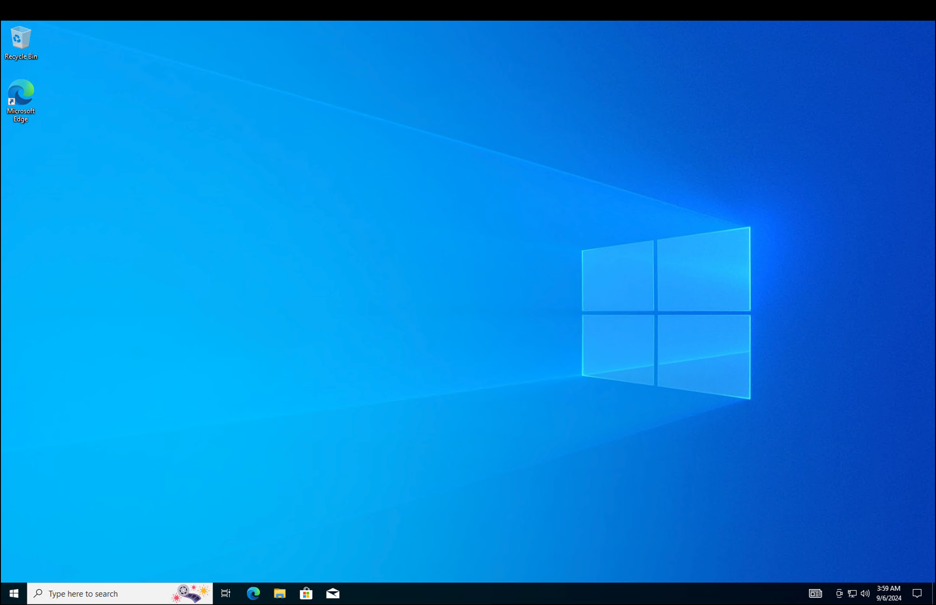 Recycle Bin
Microsoft
Edge
Type here to search
3:59 AM
9/6/2024